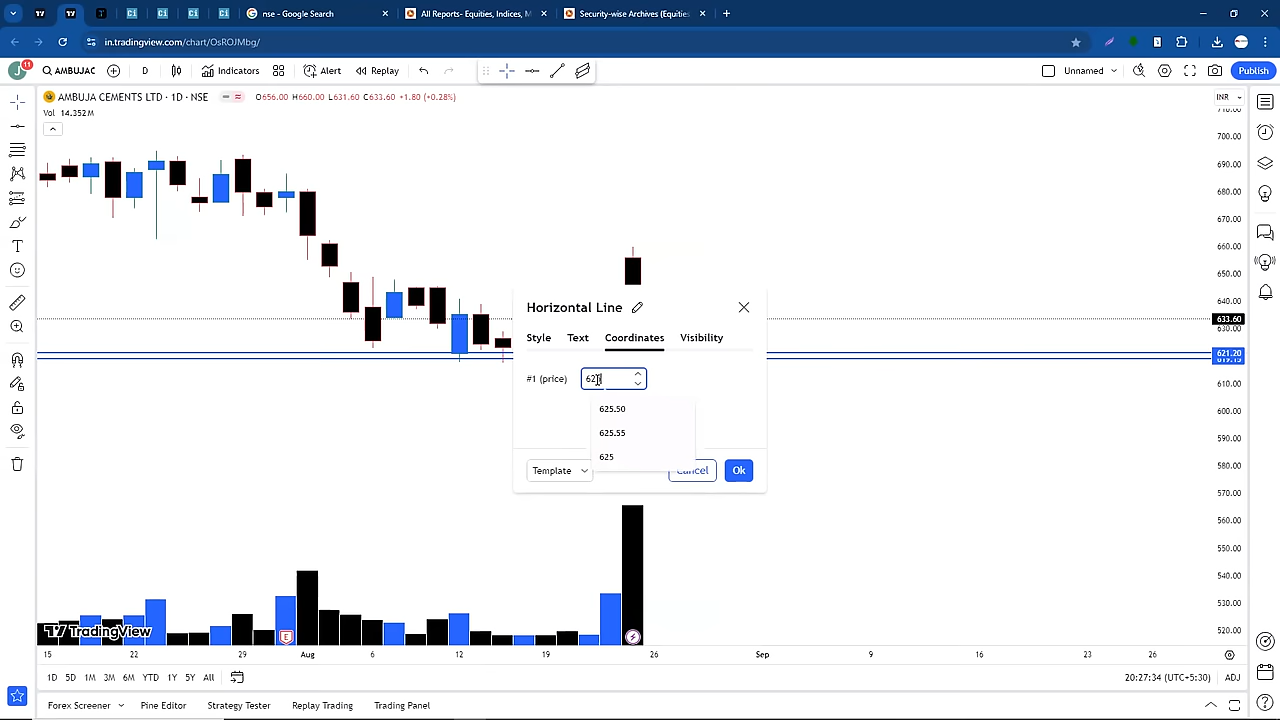 nse - Google Search
All Reports- Equities, Indices, M
Security-wise Archives (Equities
in.tradingview.com/chart/OsROJMbg/
J 11 AMBUJAC D Indicators Alert Replay Unnamed Publish
AMBUJA CEMENTS LTD · 1D · NSE O656.00 H660.00 L631.60 C633.60 +1.80 (+0.28%) INR
Vol 14.352M
710.00
700.00
690.00
680.00
670.00
660.00
650.00
640.00
633.60
630.00
621.20
619.15
610.00
600.00
590.00
580.00
570.00
560.00
550.00
540.00
530.00
520.00
Horizontal Line
Style Text Coordinates Visibility
#1 (price)
625.50
625.55
625
Template Cancel Ok
E
TradingView
15 22 29 Aug 6 12 19 26 Sep 9 16 23 26
1D 5D 1M 3M 6M YTD 1Y 5Y All 20:27:34 (UTC+5:30) ADJ
Forex Screener Pine Editor Strategy Tester Replay Trading Trading Panel